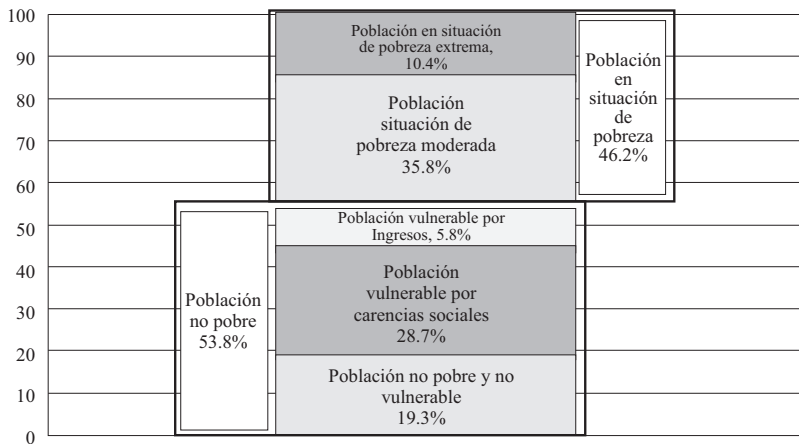 100
90
80
70
60
50
40
30
20
10
0
Población en situación
de pobreza extrema,
10.4%
Población
situación de
pobreza moderada
35.8%
Población
en
situación
de
pobreza
46.2%
Población vulnerable por
Ingresos, 5.8%
Población
vulnerable por
carencias sociales
28.7%
Población
no pobre
53.8%
Población no pobre y no
vulnerable
19.3%